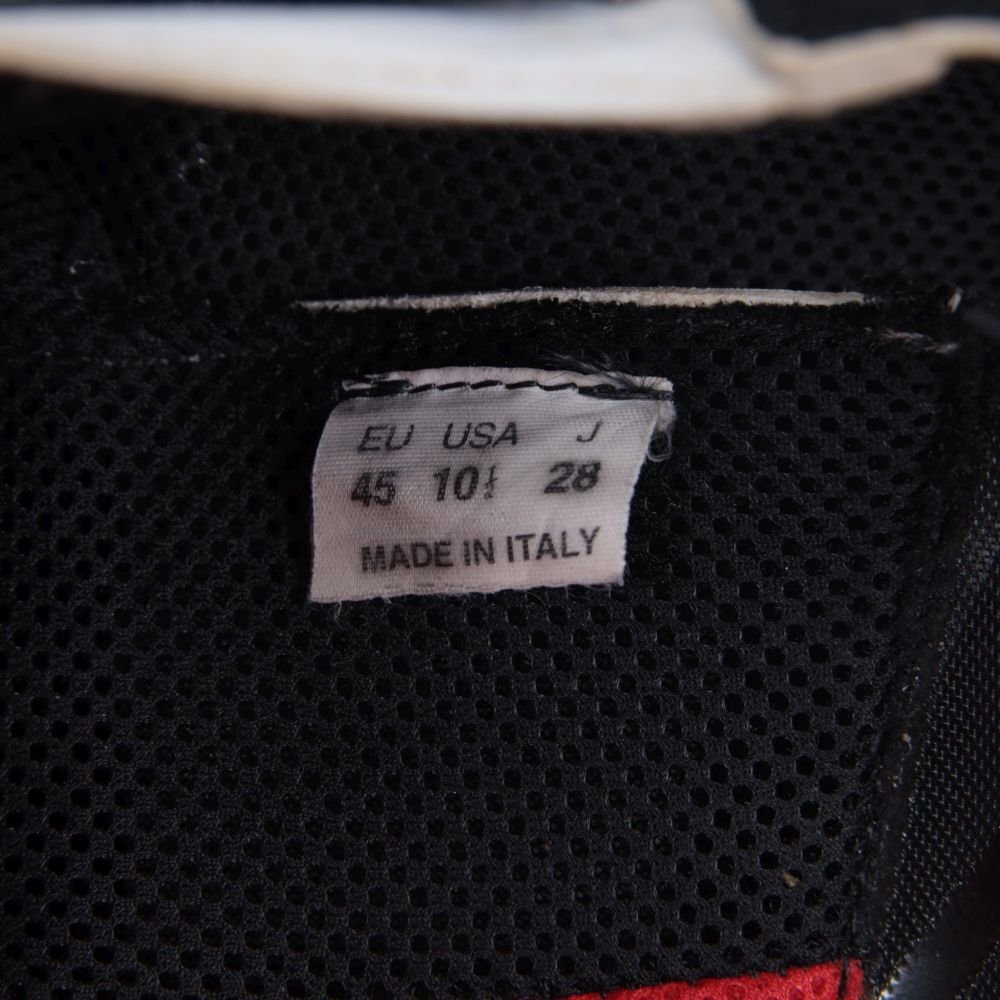 EU USA J
45 10½ 28
MADE IN ITALY